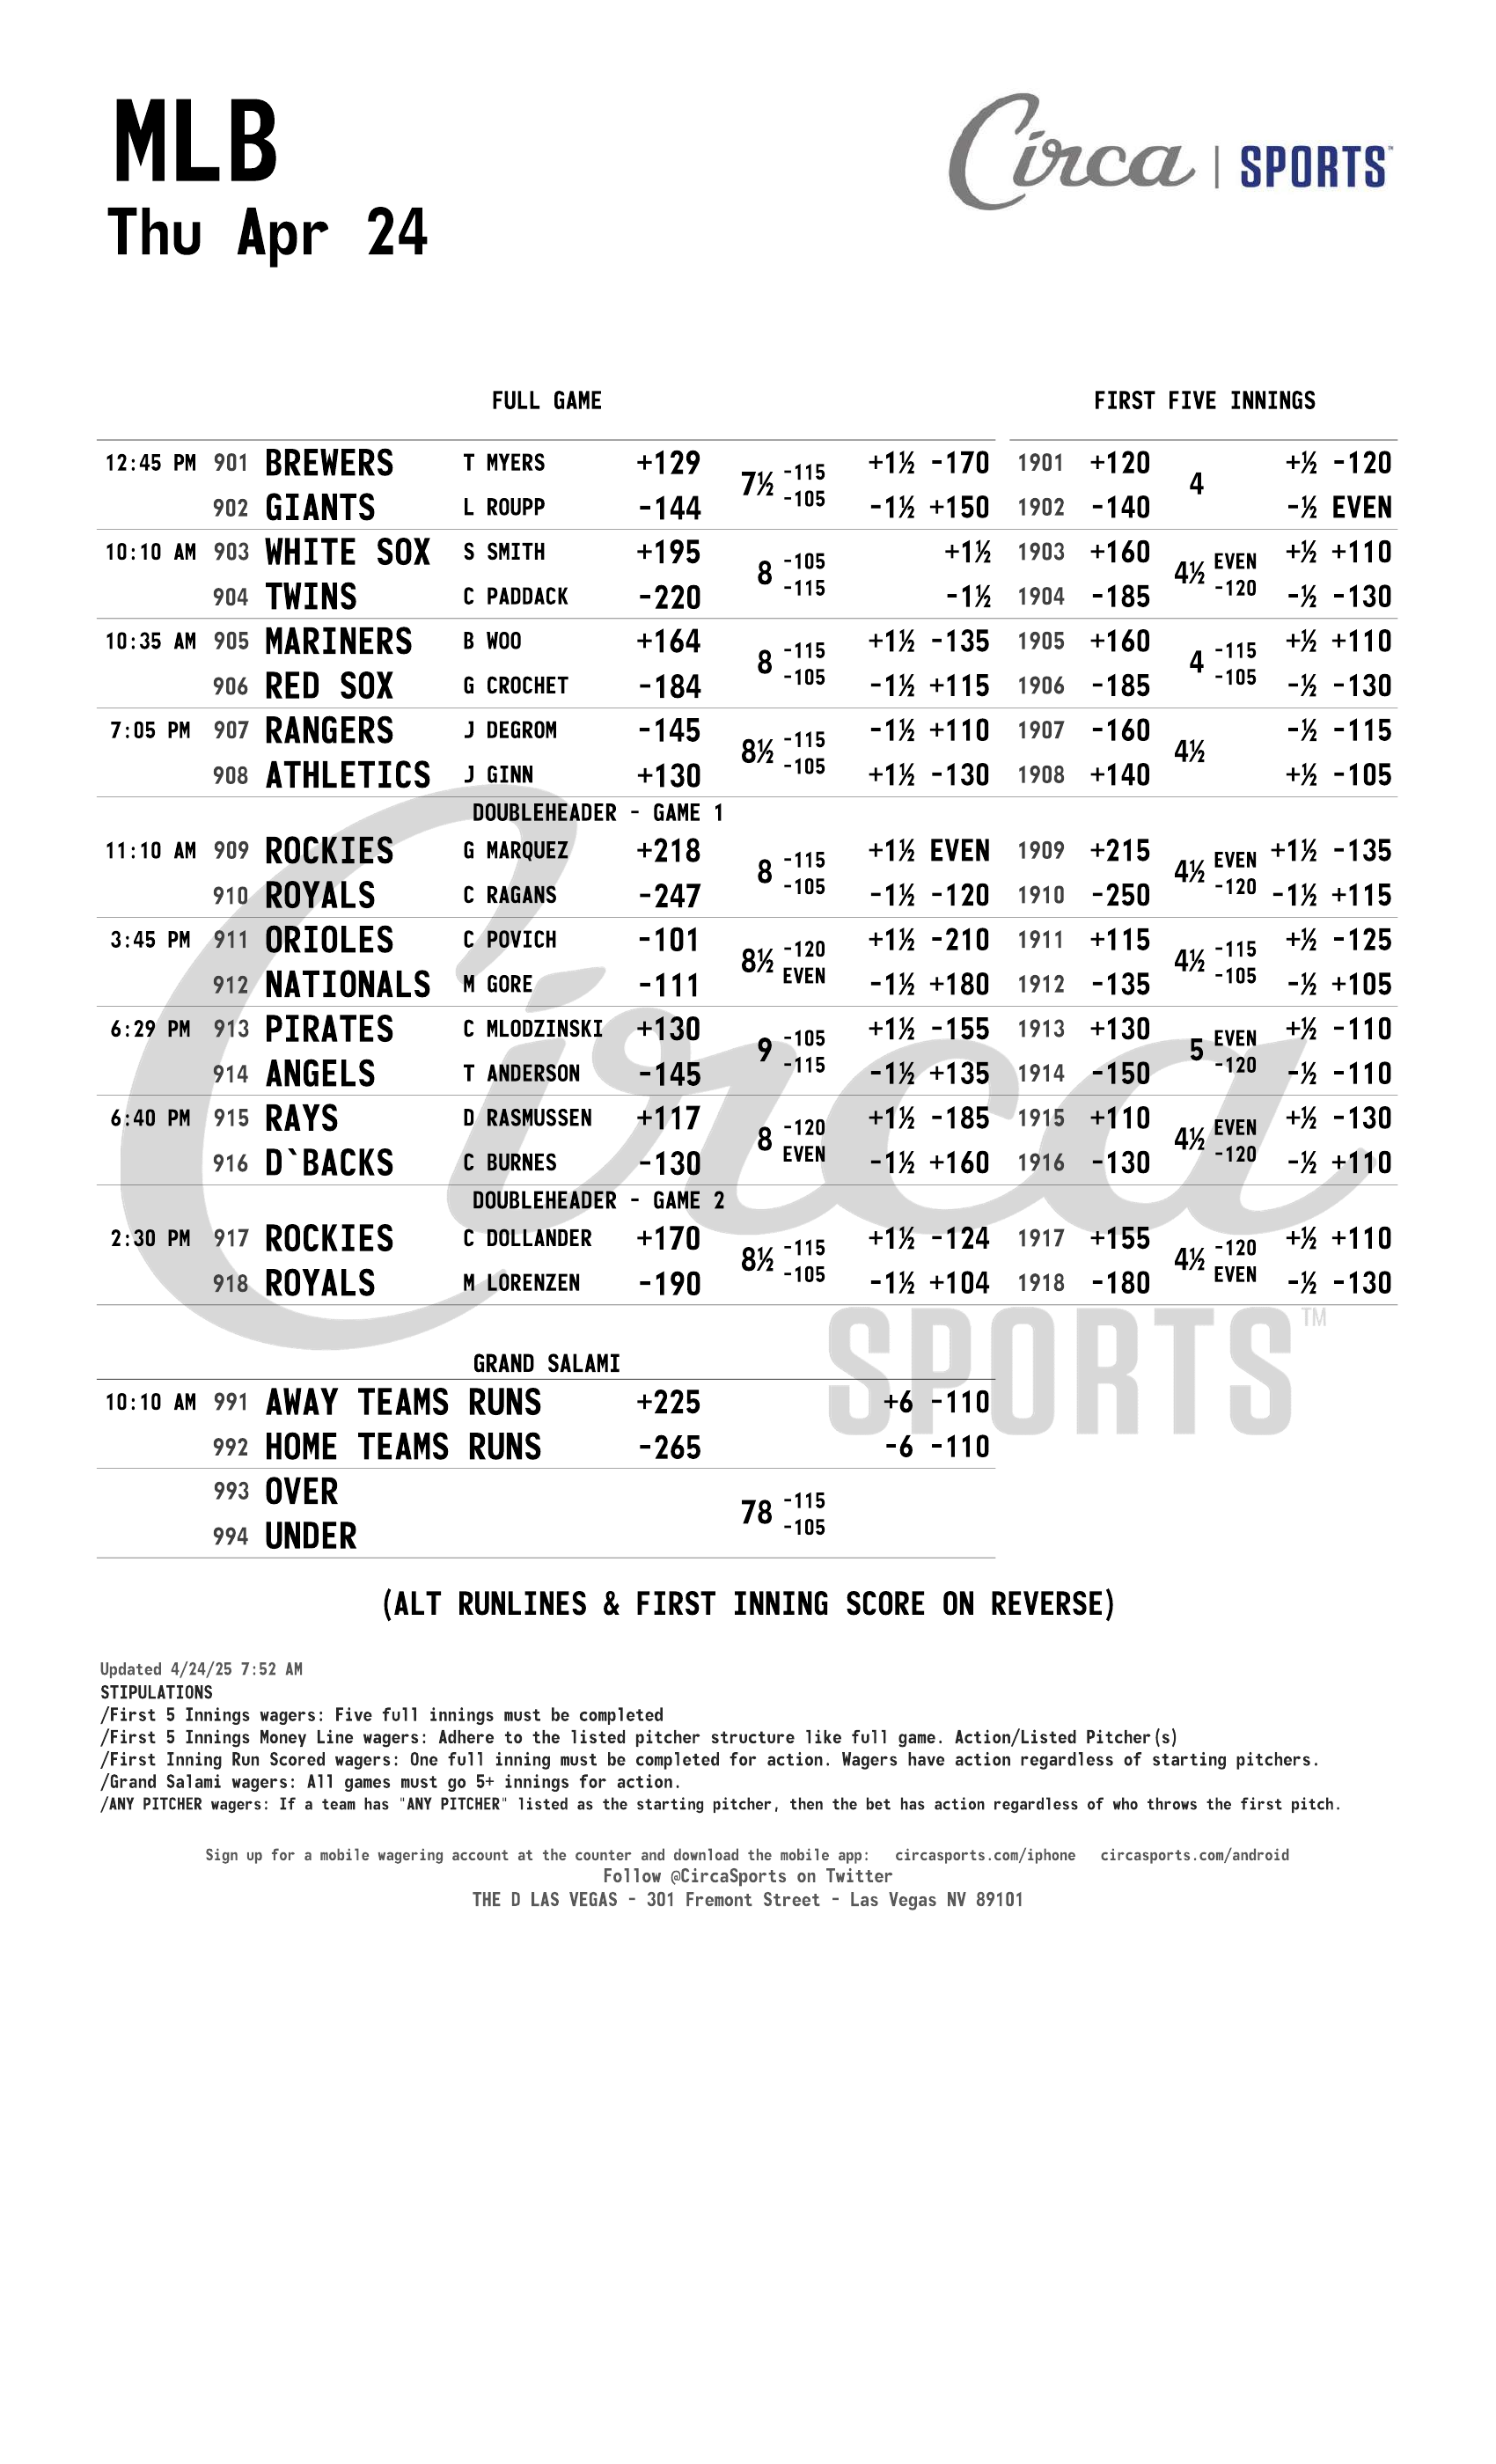 MLB
Thu Apr 24
Circa | SPORTS™
FULL GAME FIRST FIVE INNINGS
12:45 PM 901 BREWERS T MYERS +129 7½ -115 +1½ -170 1901 +120 4 +½ -120
902 GIANTS L ROUPP -144 -105 -1½ +150 1902 -140 -½ EVEN
10:10 AM 903 WHITE SOX S SMITH +195 8 -105 +1½ 1903 +160 4½ EVEN +½ +110
904 TWINS C PADDACK -220 -115 -1½ 1904 -185 -120 -½ -130
10:35 AM 905 MARINERS B WOO +164 8 -115 +1½ -135 1905 +160 4 -115 +½ +110
906 RED SOX G CROCHET -184 -105 -1½ +115 1906 -185 -105 -½ -130
7:05 PM 907 RANGERS J DEGROM -145 8½ -115 -1½ +110 1907 -160 4½ -½ -115
908 ATHLETICS J GINN +130 -105 +1½ -130 1908 +140 +½ -105
DOUBLEHEADER - GAME 1
11:10 AM 909 ROCKIES G MARQUEZ +218 8 -115 +1½ EVEN 1909 +215 4½ EVEN +1½ -135
910 ROYALS C RAGANS -247 -105 -1½ -120 1910 -250 -120 -1½ +115
3:45 PM 911 ORIOLES C POVICH -101 8½ -120 +1½ -210 1911 +115 4½ -115 +½ -125
912 NATIONALS M GORE -111 EVEN -1½ +180 1912 -135 -105 -½ +105
6:29 PM 913 PIRATES C MLODZINSKI +130 9 -105 +1½ -155 1913 +130 5 EVEN +½ -110
914 ANGELS T ANDERSON -145 -115 -1½ +135 1914 -150 -120 -½ -110
6:40 PM 915 RAYS D RASMUSSEN +117 8 -120 +1½ -185 1915 +110 4½ EVEN +½ -130
916 D`BACKS C BURNES -130 EVEN -1½ +160 1916 -130 -120 -½ +110
DOUBLEHEADER - GAME 2
2:30 PM 917 ROCKIES C DOLLANDER +170 8½ -115 +1½ -124 1917 +155 4½ -120 +½ +110
918 ROYALS M LORENZEN -190 -105 -1½ +104 1918 -180 EVEN -½ -130
Circa
SPORTS™
GRAND SALAMI
10:10 AM 991 AWAY TEAMS RUNS +225 +6 -110
992 HOME TEAMS RUNS -265 -6 -110
993 OVER 78 -115
994 UNDER -105
(ALT RUNLINES & FIRST INNING SCORE ON REVERSE)
Updated 4/24/25 7:52 AM
STIPULATIONS
/First 5 Innings wagers: Five full innings must be completed
/First 5 Innings Money Line wagers: Adhere to the listed pitcher structure like full game. Action/Listed Pitcher(s)
/First Inning Run Scored wagers: One full inning must be completed for action. Wagers have action regardless of starting pitchers.
/Grand Salami wagers: All games must go 5+ innings for action.
/ANY PITCHER wagers: If a team has "ANY PITCHER" listed as the starting pitcher, then the bet has action regardless of who throws the first pitch.
Sign up for a mobile wagering account at the counter and download the mobile app: circasports.com/iphone circasports.com/android
Follow @CircaSports on Twitter
THE D LAS VEGAS - 301 Fremont Street - Las Vegas NV 89101